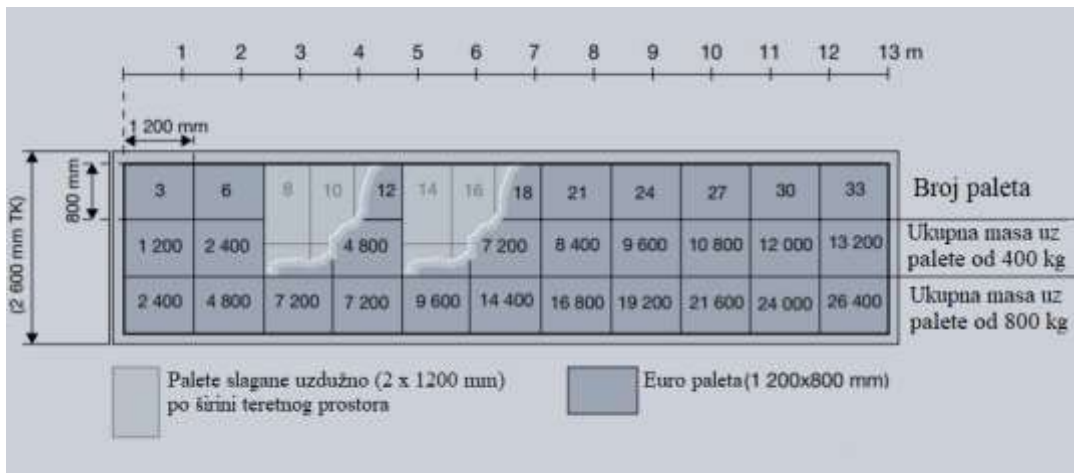 1 2 3 4 5 6 7 8 9 10 11 12 13 m
1 200 mm
800 mm
(2 600 mm TK)
3 6 8 10 12 14 16 18 21 24 27 30 33
Broj paleta
1 200 2 400 4 800 7 200 8 400 9 600 10 800 12 000 13 200
Ukupna masa uz
palete od 400 kg
2 400 4 800 7 200 7 200 9 600 14 400 16 800 19 200 21 600 24 000 26 400
Ukupna masa uz
palete od 800 kg
Palete slagane uzdužno (2 x 1200 mm)
po širini teretnog prostora
Euro paleta (1 200x800 mm)